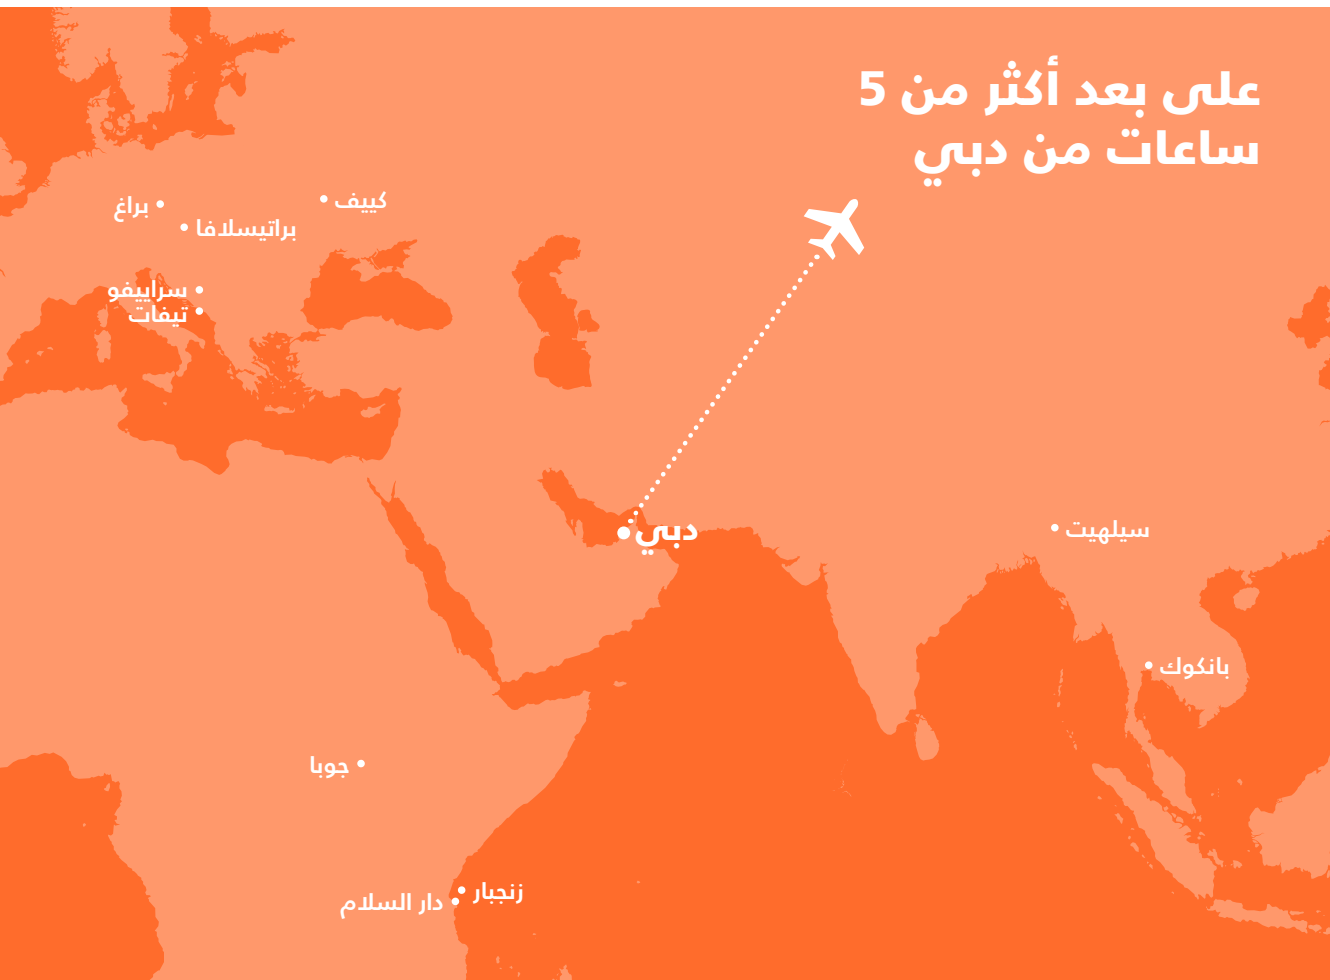 على بعد أكثر من 5
ساعات من دبي
كييف
براغ
براتيسلافا
سراييفو
تيفات
دبي
سيلهيت
بانكوك
جوبا
زنجبار
دار السلام